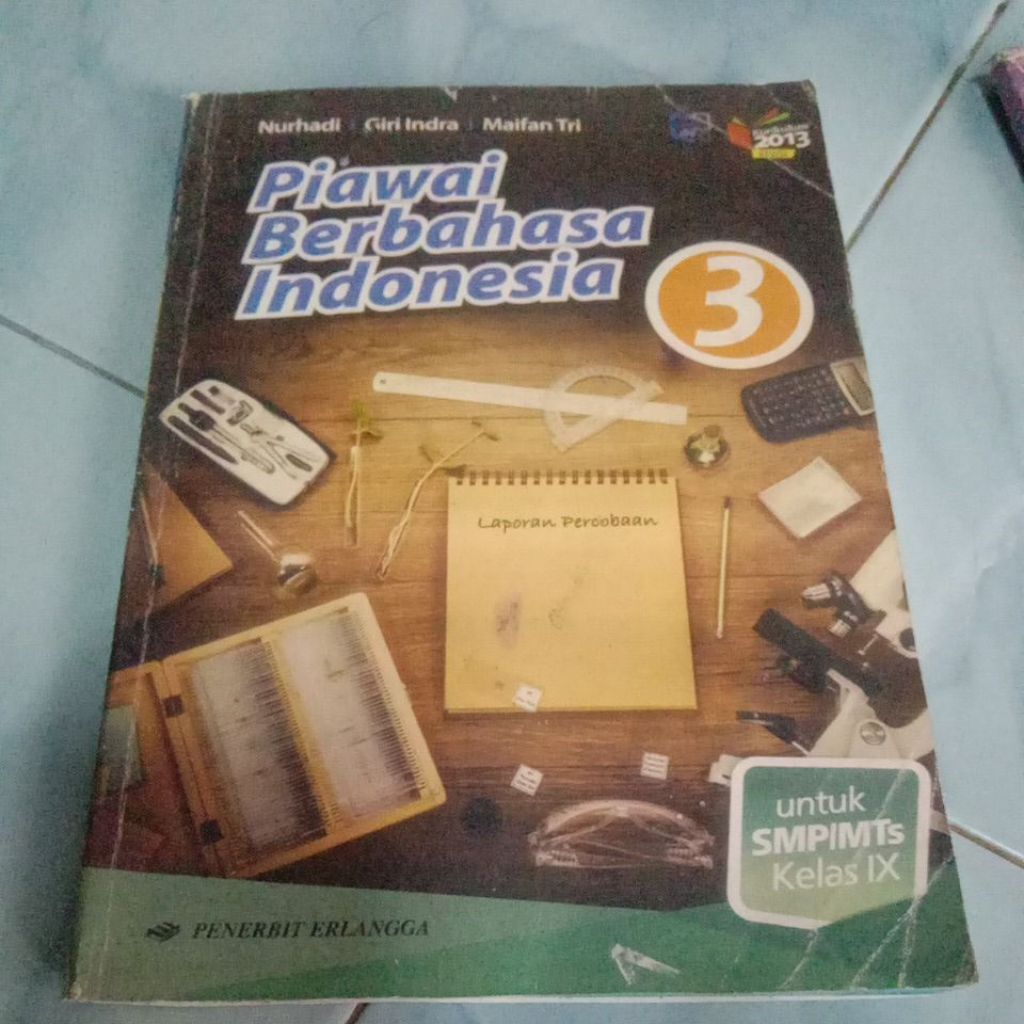 Nurhadi Giri Indra Maifan Tri
Kurikulum
2013
Piawai
Berbahasa
Indonesia
3
Laporan Percobaan
untuk
SMP/MTs
Kelas IX
PENERBIT ERLANGGA